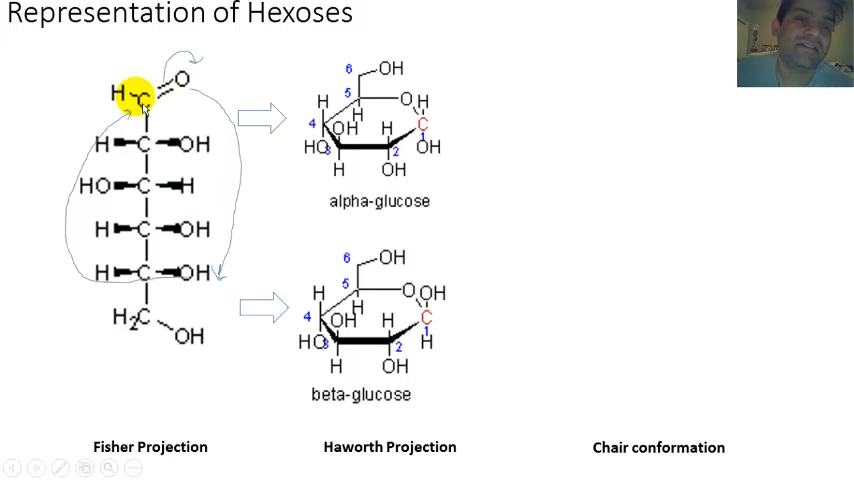 Representation of Hexoses
H C O
H C OH
HO C H
H C OH
H C OH
H2C OH
6 OH
5
H O H
4 H C
OH H 1
HO 3 2 OH
H OH
alpha-glucose
6 OH
5
H O OH
4 H C
OH H 1
HO 3 2 H
H OH
beta-glucose
Fisher Projection
Haworth Projection
Chair conformation